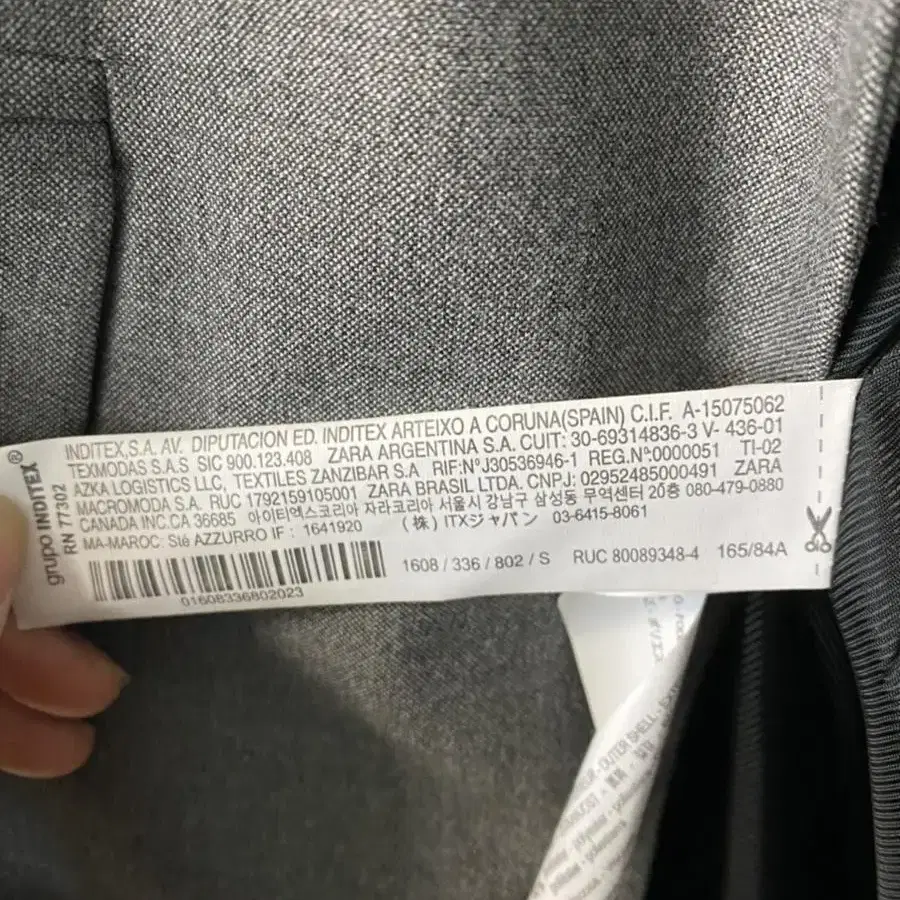 grupo INDITEX®
RN 77302
INDITEX,S.A. AV. DIPUTACION ED. INDITEX ARTEIXO A CORUNA(SPAIN) C.I.F. A-15075062
TEXMODAS S.A.S SIC 900.123.408 ZARA ARGENTINA S.A. CUIT: 30-69314836-3 V- 436-01
AZKA LOGISTICS LLC, TEXTILES ZANZIBAR S.A RIF:NºJ30536946-1 REG.Nº:0000051 TI-02
MACROMODA S.A. RUC 1792159105001 ZARA BRASIL LTDA. CNPJ: 02952485000491 ZARA
CANADA INC.CA 36685 아이티엑스코리아 자라코리아 서울시 강남구 삼성동 무역센터 20층 080-479-0880
MA-MAROC: Sté AZZURRO IF : 1641920 (株) ITXジャパン 03-6415-8061
1608 / 336 / 802 / S RUC 80089348-4 165/84A
01608336802023
OUTER SHELL